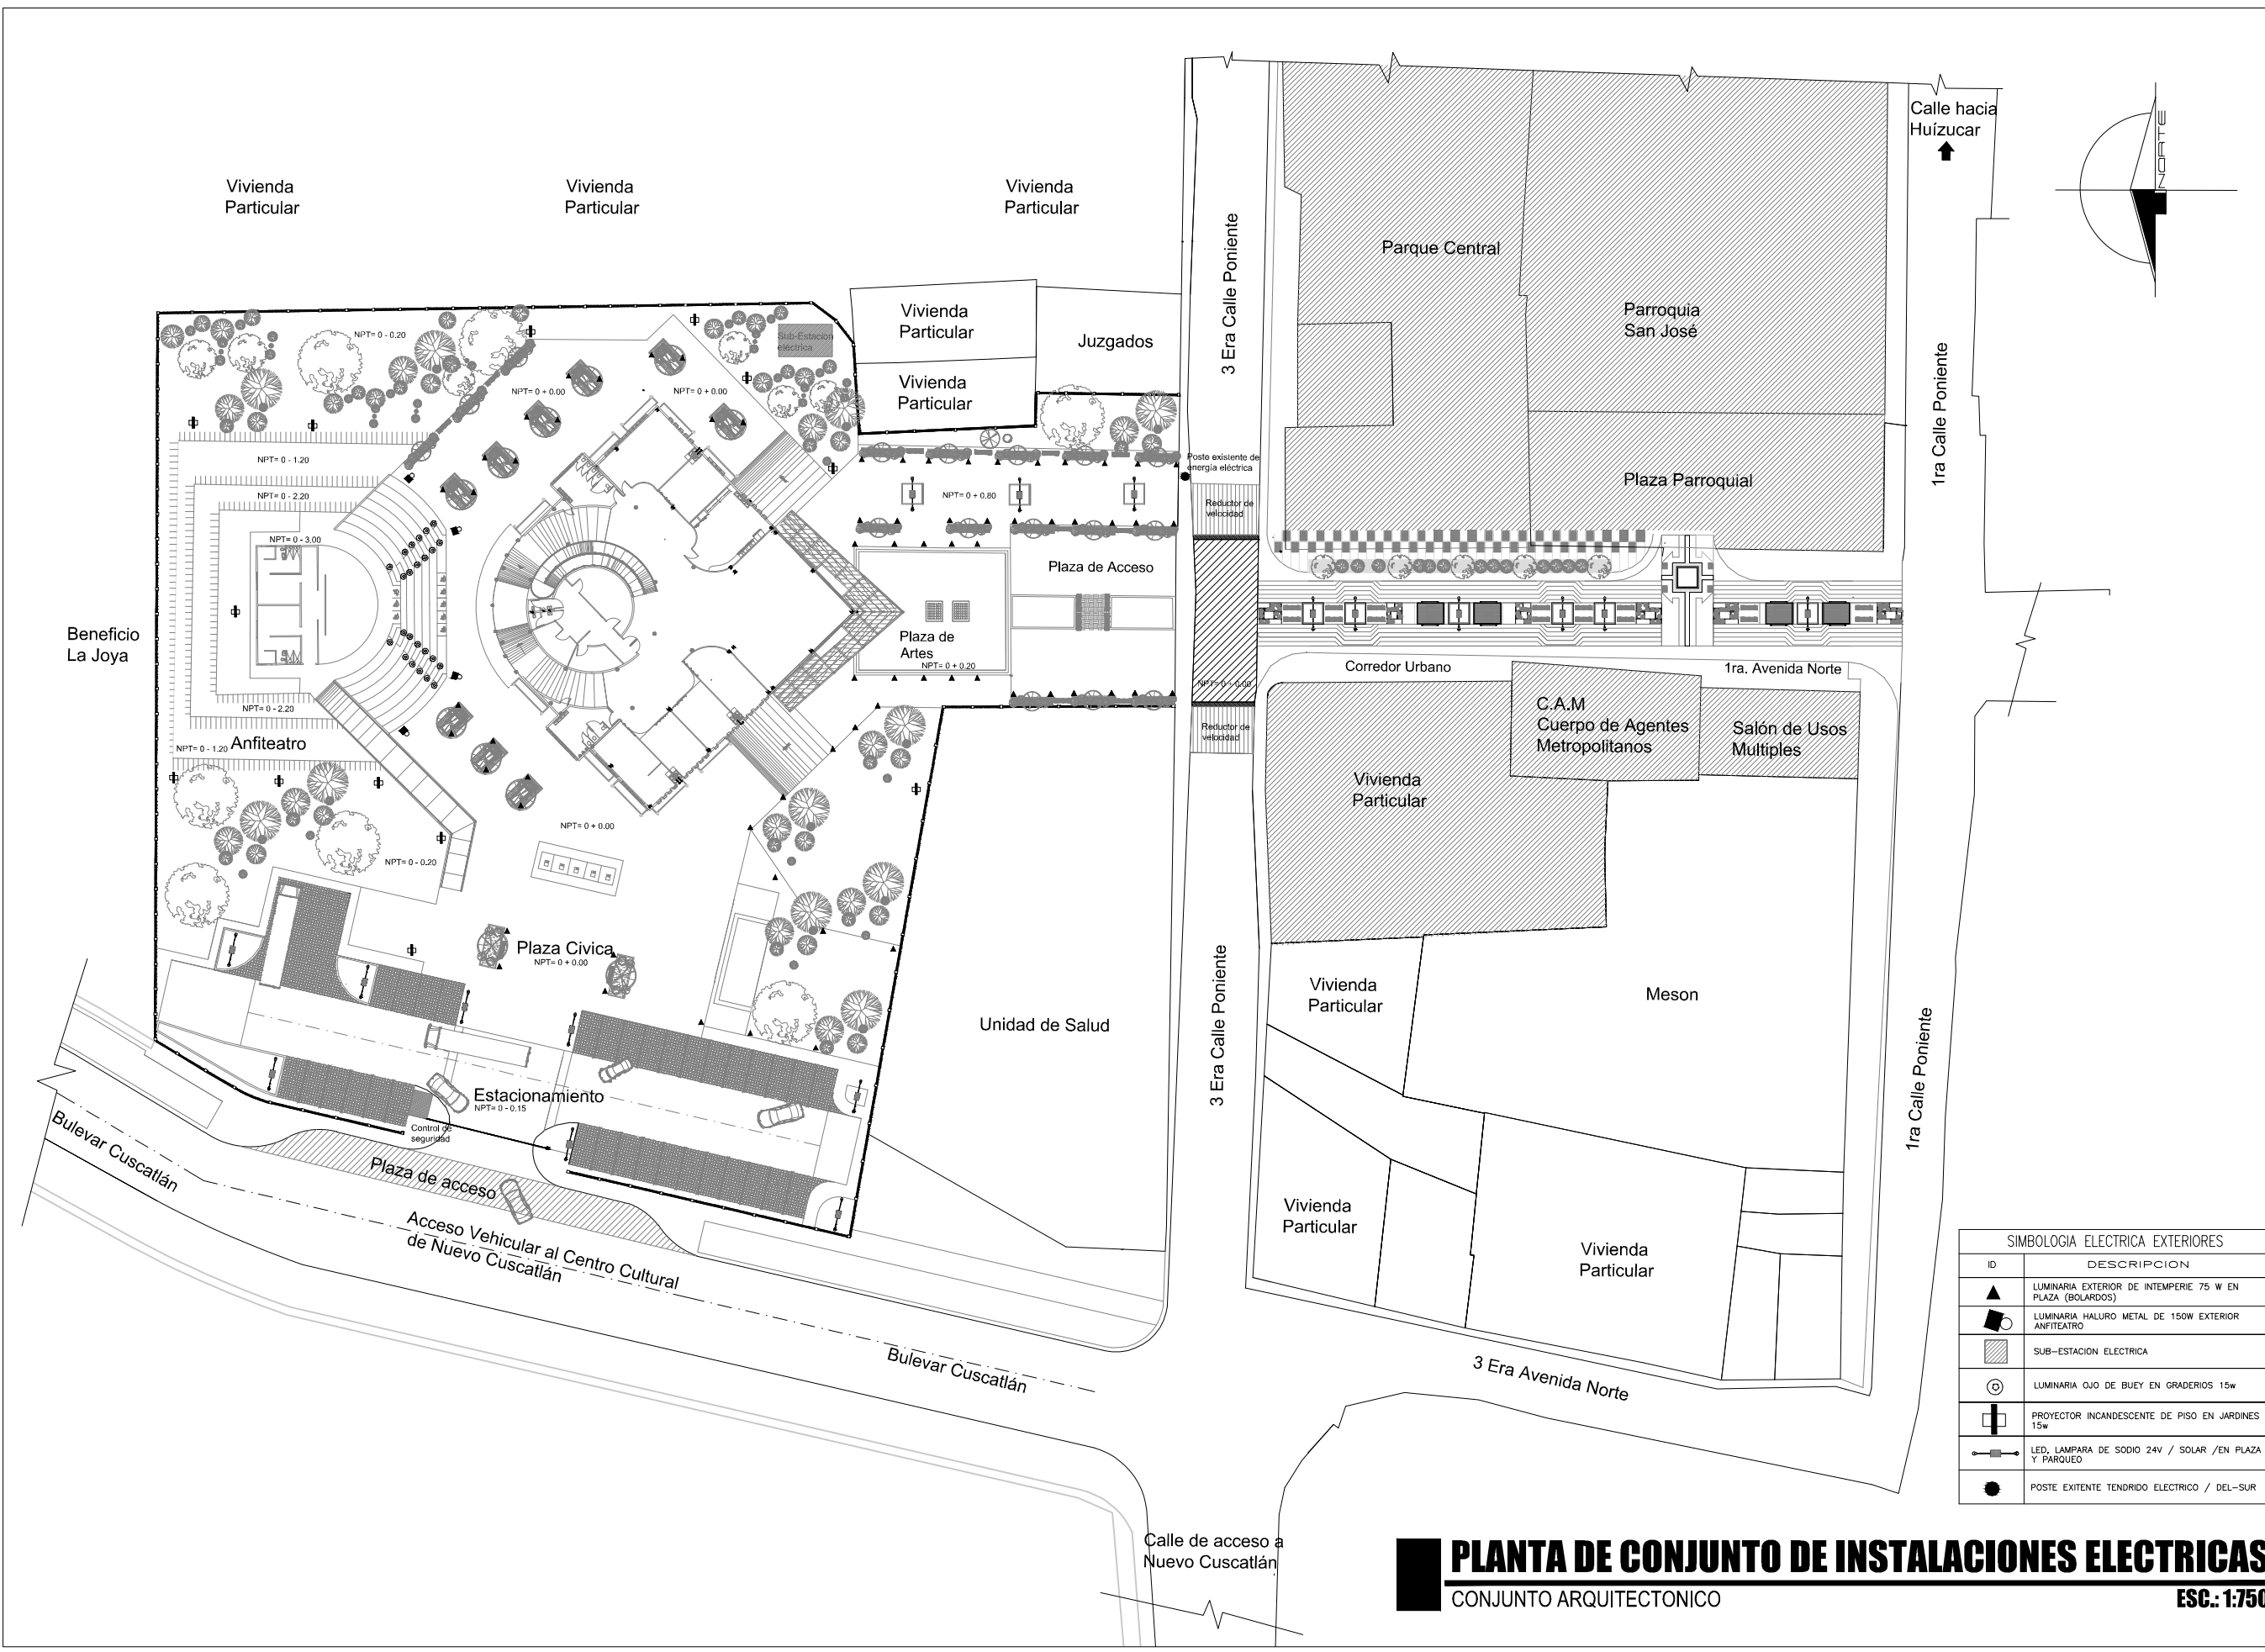 Calle hacia
Huízucar
NORTE
Vivienda
Particular
Vivienda
Particular
Vivienda
Particular
3 Era Calle Poniente
Parque Central
Parroquia
San José
1ra Calle Poniente
Vivienda
Particular
Juzgados
Vivienda
Particular
Sub-Estacion
eléctrica
NPT= 0 - 0.20
NPT= 0 + 0.00
NPT= 0 + 0.00
NPT= 0 - 1.20
NPT= 0 - 2.20
NPT= 0 - 3.00
Poste existente de
energía eléctrica
NPT= 0 + 0.80
Reductor de
velocidad
Plaza Parroquial
Plaza de Acceso
Beneficio
La Joya
Plaza de
Artes
NPT= 0 + 0.20
NPT= 0 + 0.00
Corredor Urbano
1ra. Avenida Norte
NPT= 0 - 2.20
NPT= 0 - 1.20
Anfiteatro
Reductor de
velocidad
C.A.M
Cuerpo de Agentes
Metropolitanos
Salón de Usos
Multiples
Vivienda
Particular
NPT= 0 + 0.00
NPT= 0 - 0.20
Plaza Civica
NPT= 0 + 0.00
3 Era Calle Poniente
Vivienda
Particular
Meson
Unidad de Salud
1ra Calle Poniente
Estacionamiento
NPT= 0 - 0.15
Control de
seguridad
Bulevar Cuscatlán
Plaza de acceso
Acceso Vehicular al Centro Cultural
de Nuevo Cuscatlán
Vivienda
Particular
Vivienda
Particular
Bulevar Cuscatlán
3 Era Avenida Norte
Calle de acceso a
Nuevo Cuscatlán
SIMBOLOGIA ELECTRICA EXTERIORES
ID DESCRIPCION
LUMINARIA EXTERIOR DE INTEMPERIE 75 W EN
PLAZA (BOLARDOS)
LUMINARIA HALURO METAL DE 150W EXTERIOR
ANFITEATRO
SUB-ESTACION ELECTRICA
LUMINARIA OJO DE BUEY EN GRADERIOS 15w
PROYECTOR INCANDESCENTE DE PISO EN JARDINES
15w
LED, LAMPARA DE SODIO 24V / SOLAR /EN PLAZA
Y PARQUEO
POSTE EXITENTE TENDRIDO ELECTRICO / DEL-SUR
PLANTA DE CONJUNTO DE INSTALACIONES ELECTRICAS
CONJUNTO ARQUITECTONICO
ESC.: 1:750